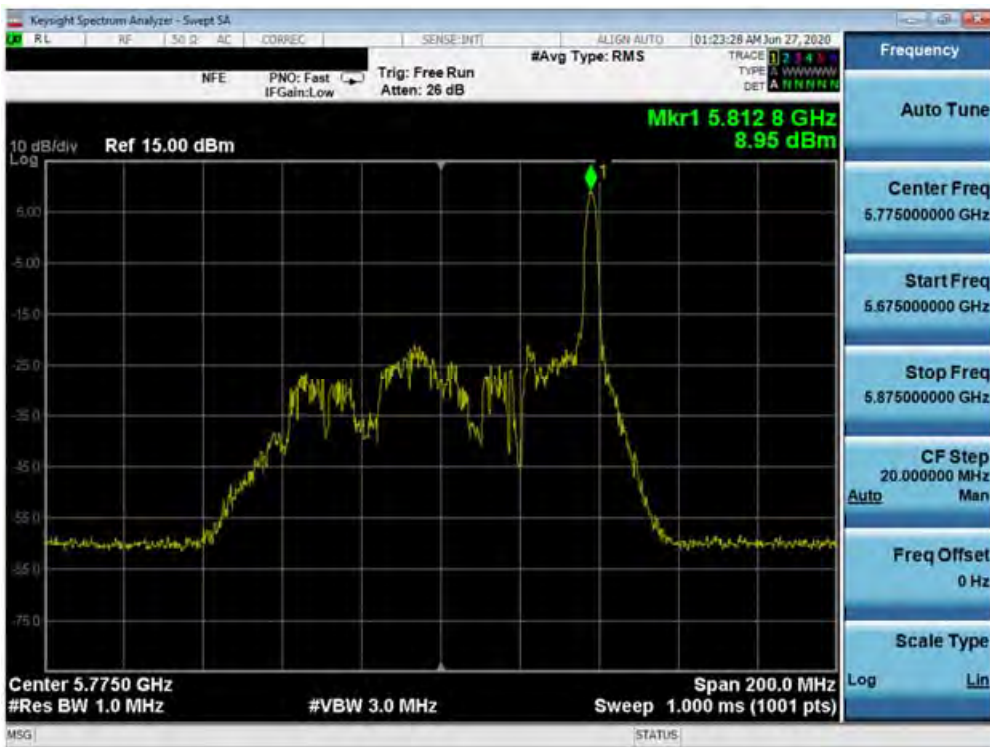 Keysight Spectrum Analyzer - Swept SA
LXI RL RF 50 Ω AC CORREC SENSE:INT ALIGN AUTO 01:23:28 AM Jun 27, 2020
#Avg Type: RMS
TRACE 1 2 3 4 5 6
NFE PNO: Fast Trig: Free Run TYPE A WWWWW
IFGain:Low Atten: 26 dB DET A N N N N N
Mkr1 5.812 8 GHz
8.95 dBm
10 dB/div Ref 15.00 dBm
Log
1
5.00
-5.00
-15.0
-25.0
-35.0
-45.0
-55.0
-65.0
-75.0
Center 5.7750 GHz Span 200.0 MHz
#Res BW 1.0 MHz #VBW 3.0 MHz Sweep 1.000 ms (1001 pts)
MSG STATUS
Frequency
Auto Tune
Center Freq
5.775000000 GHz
Start Freq
5.675000000 GHz
Stop Freq
5.875000000 GHz
CF Step
20.000000 MHz
Auto Man
Freq Offset
0 Hz
Scale Type
Log Lin